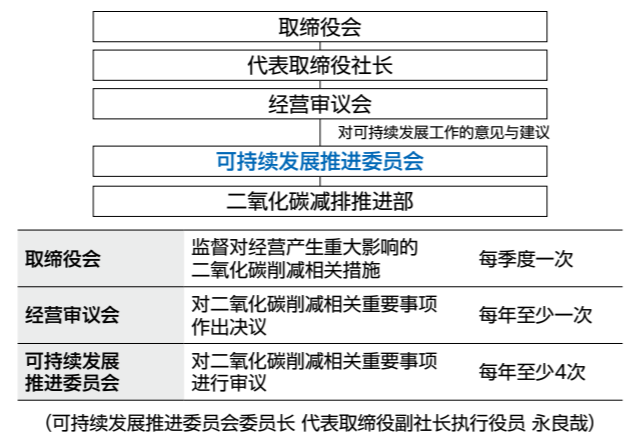 取缔役会
代表取缔役社长
经营审议会
对可持续发展工作的意见与建议
可持续发展推进委员会
二氧化碳减排推进部
取缔役会
监督对经营产生重大影响的
二氧化碳削减相关措施
每季度一次
经营审议会
对二氧化碳削减相关重要事项
作出决议
每年至少一次
可持续发展
推进委员会
对二氧化碳削减相关重要事项
进行审议
每年至少4次
（可持续发展推进委员会委员长 代表取缔役副社长执行役员 永良哉）